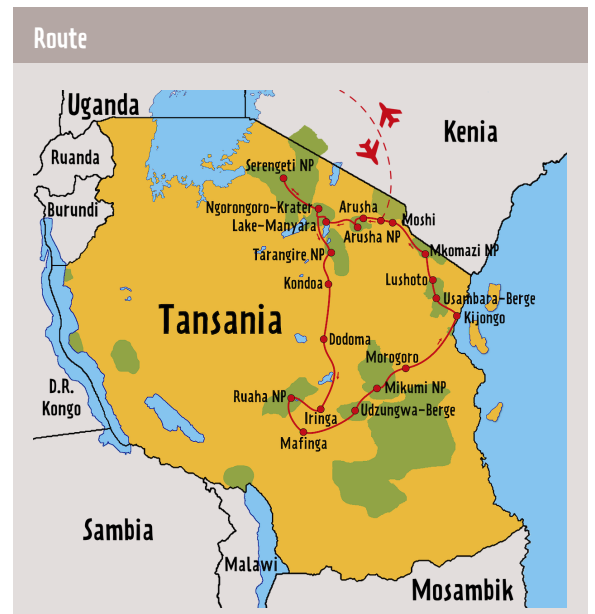 Route
Uganda
Kenia
Ruanda
Serengeti NP
Burundi
Ngorongoro-Krater
Arusha
Moshi
Lake-Manyara
Arusha NP
Tarangire NP
Mkomazi NP
Kondoa
Lushoto
Usambara-Berge
Kijongo
Tansania
Dodoma
Morogoro
D.R.
Kongo
Ruaha NP
Mikumi NP
Iringa
Udzungwa-Berge
Mafinga
Sambia
Malawi
Mosambik